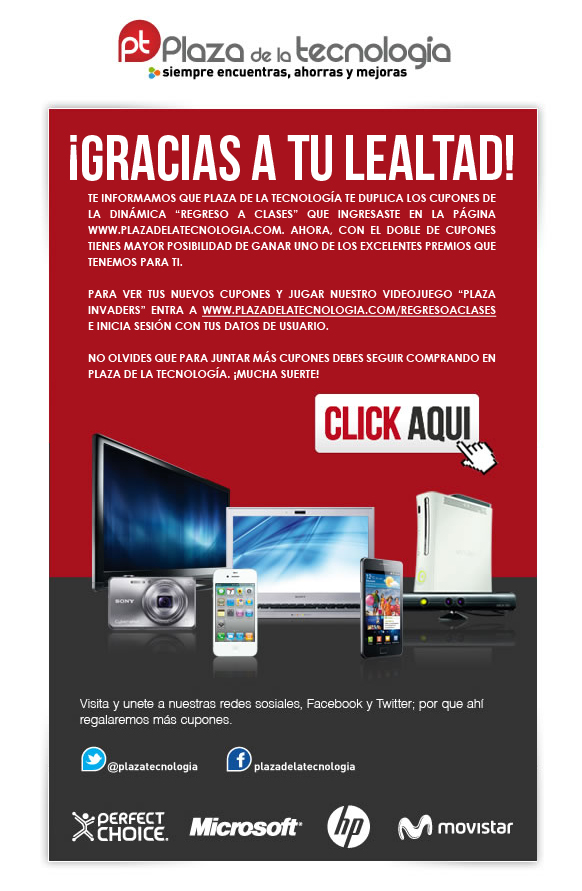 pt Plaza de la tecnología
siempre encuentras, ahorras y mejoras
¡GRACIAS A TU LEALTAD!
TE INFORMAMOS QUE PLAZA DE LA TECNOLOGÍA TE DUPLICA LOS CUPONES DE
LA DINÁMICA “REGRESO A CLASES” QUE INGRESASTE EN LA PÁGINA
WWW.PLAZADELATECNOLOGIA.COM. AHORA, CON EL DOBLE DE CUPONES
TIENES MAYOR POSIBILIDAD DE GANAR UNO DE LOS EXCELENTES PREMIOS QUE
TENEMOS PARA TI.
PARA VER TUS NUEVOS CUPONES Y JUGAR NUESTRO VIDEOJUEGO “PLAZA
INVADERS” ENTRA A WWW.PLAZADELATECNOLOGIA.COM/REGRESOACLASES
E INICIA SESIÓN CON TUS DATOS DE USUARIO.
NO OLVIDES QUE PARA JUNTAR MÁS CUPONES DEBES SEGUIR COMPRANDO EN
PLAZA DE LA TECNOLOGÍA. ¡MUCHA SUERTE!
CLICK AQUI
SONY
Visita y unete a nuestras redes sosiales, Facebook y Twitter; por que ahí
regalaremos más cupones.
@plazatecnologia
f plazadelatecnologia
PERFECT
CHOICE.
Microsoft®
hp
movistar